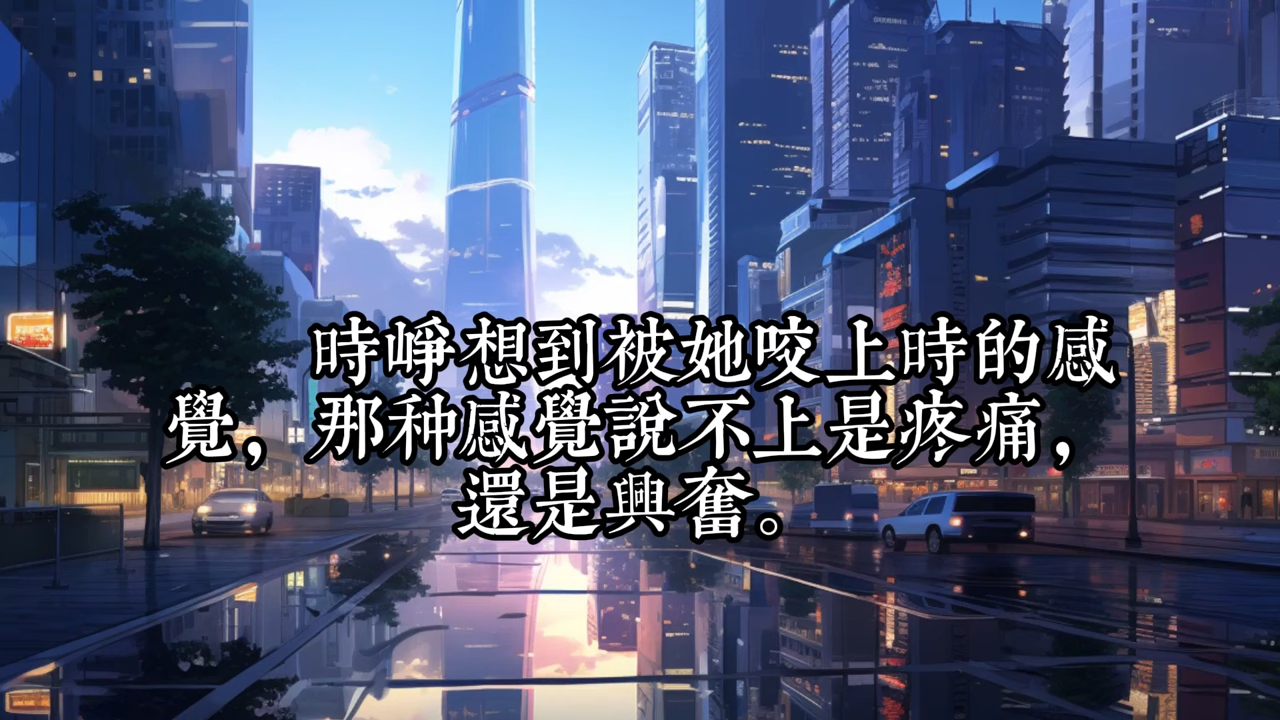 時崢想到被她咬上時的感
覺，那种感覺說不上是疼痛，
還是興奮。